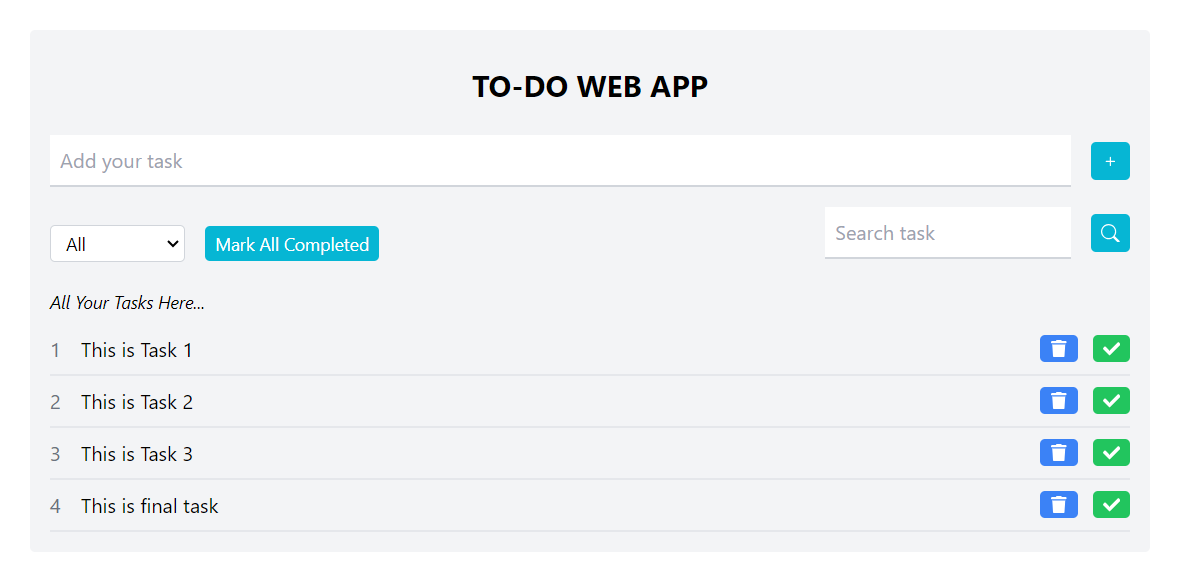 TO-DO WEB APP
Add your task +
All Mark All Completed Search task
All Your Tasks Here...
1 This is Task 1
2 This is Task 2
3 This is Task 3
4 This is final task